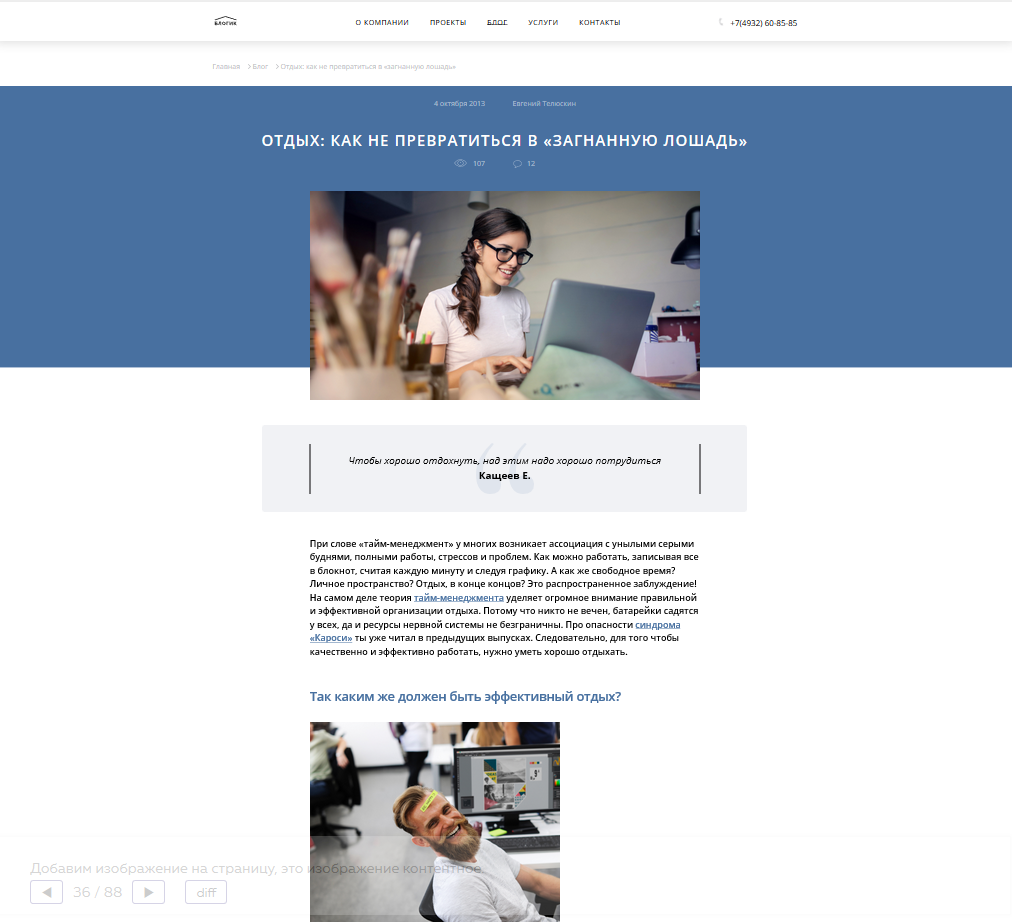 БЛОГИК
О КОМПАНИИ ПРОЕКТЫ БЛОГ УСЛУГИ КОНТАКТЫ +7(4932) 60-85-85
Главная > Блог > Отдых: как не превратиться в «загнанную лошадь»
4 октября 2013 Евгений Телюскин
ОТДЫХ: КАК НЕ ПРЕВРАТИТЬСЯ В «ЗАГНАННУЮ ЛОШАДЬ»
107 12
Чтобы хорошо отдохнуть, над этим надо хорошо потрудиться
Кащеев Е.
При слове «тайм-менеджмент» у многих возникает ассоциация с унылыми серыми
буднями, полными работы, стрессов и проблем. Как можно работать, записывая все
в блокнот, считая каждую минуту и следуя графику. А как же свободное время?
Личное пространство? Отдых, в конце концов? Это распространенное заблуждение!
На самом деле теория тайм-менеджмента уделяет огромное внимание правильной
и эффективной организации отдыха. Потому что никто не вечен, батарейки садятся
у всех, да и ресурсы нервной системы не безграничны. Про опасности синдрома
«Кароси» ты уже читал в предыдущих выпусках. Следовательно, для того чтобы
качественно и эффективно работать, нужно уметь хорошо отдыхать.
Так каким же должен быть эффективный отдых?
Добавим изображение на страницу, это изображение контентное.
36 / 88 diff